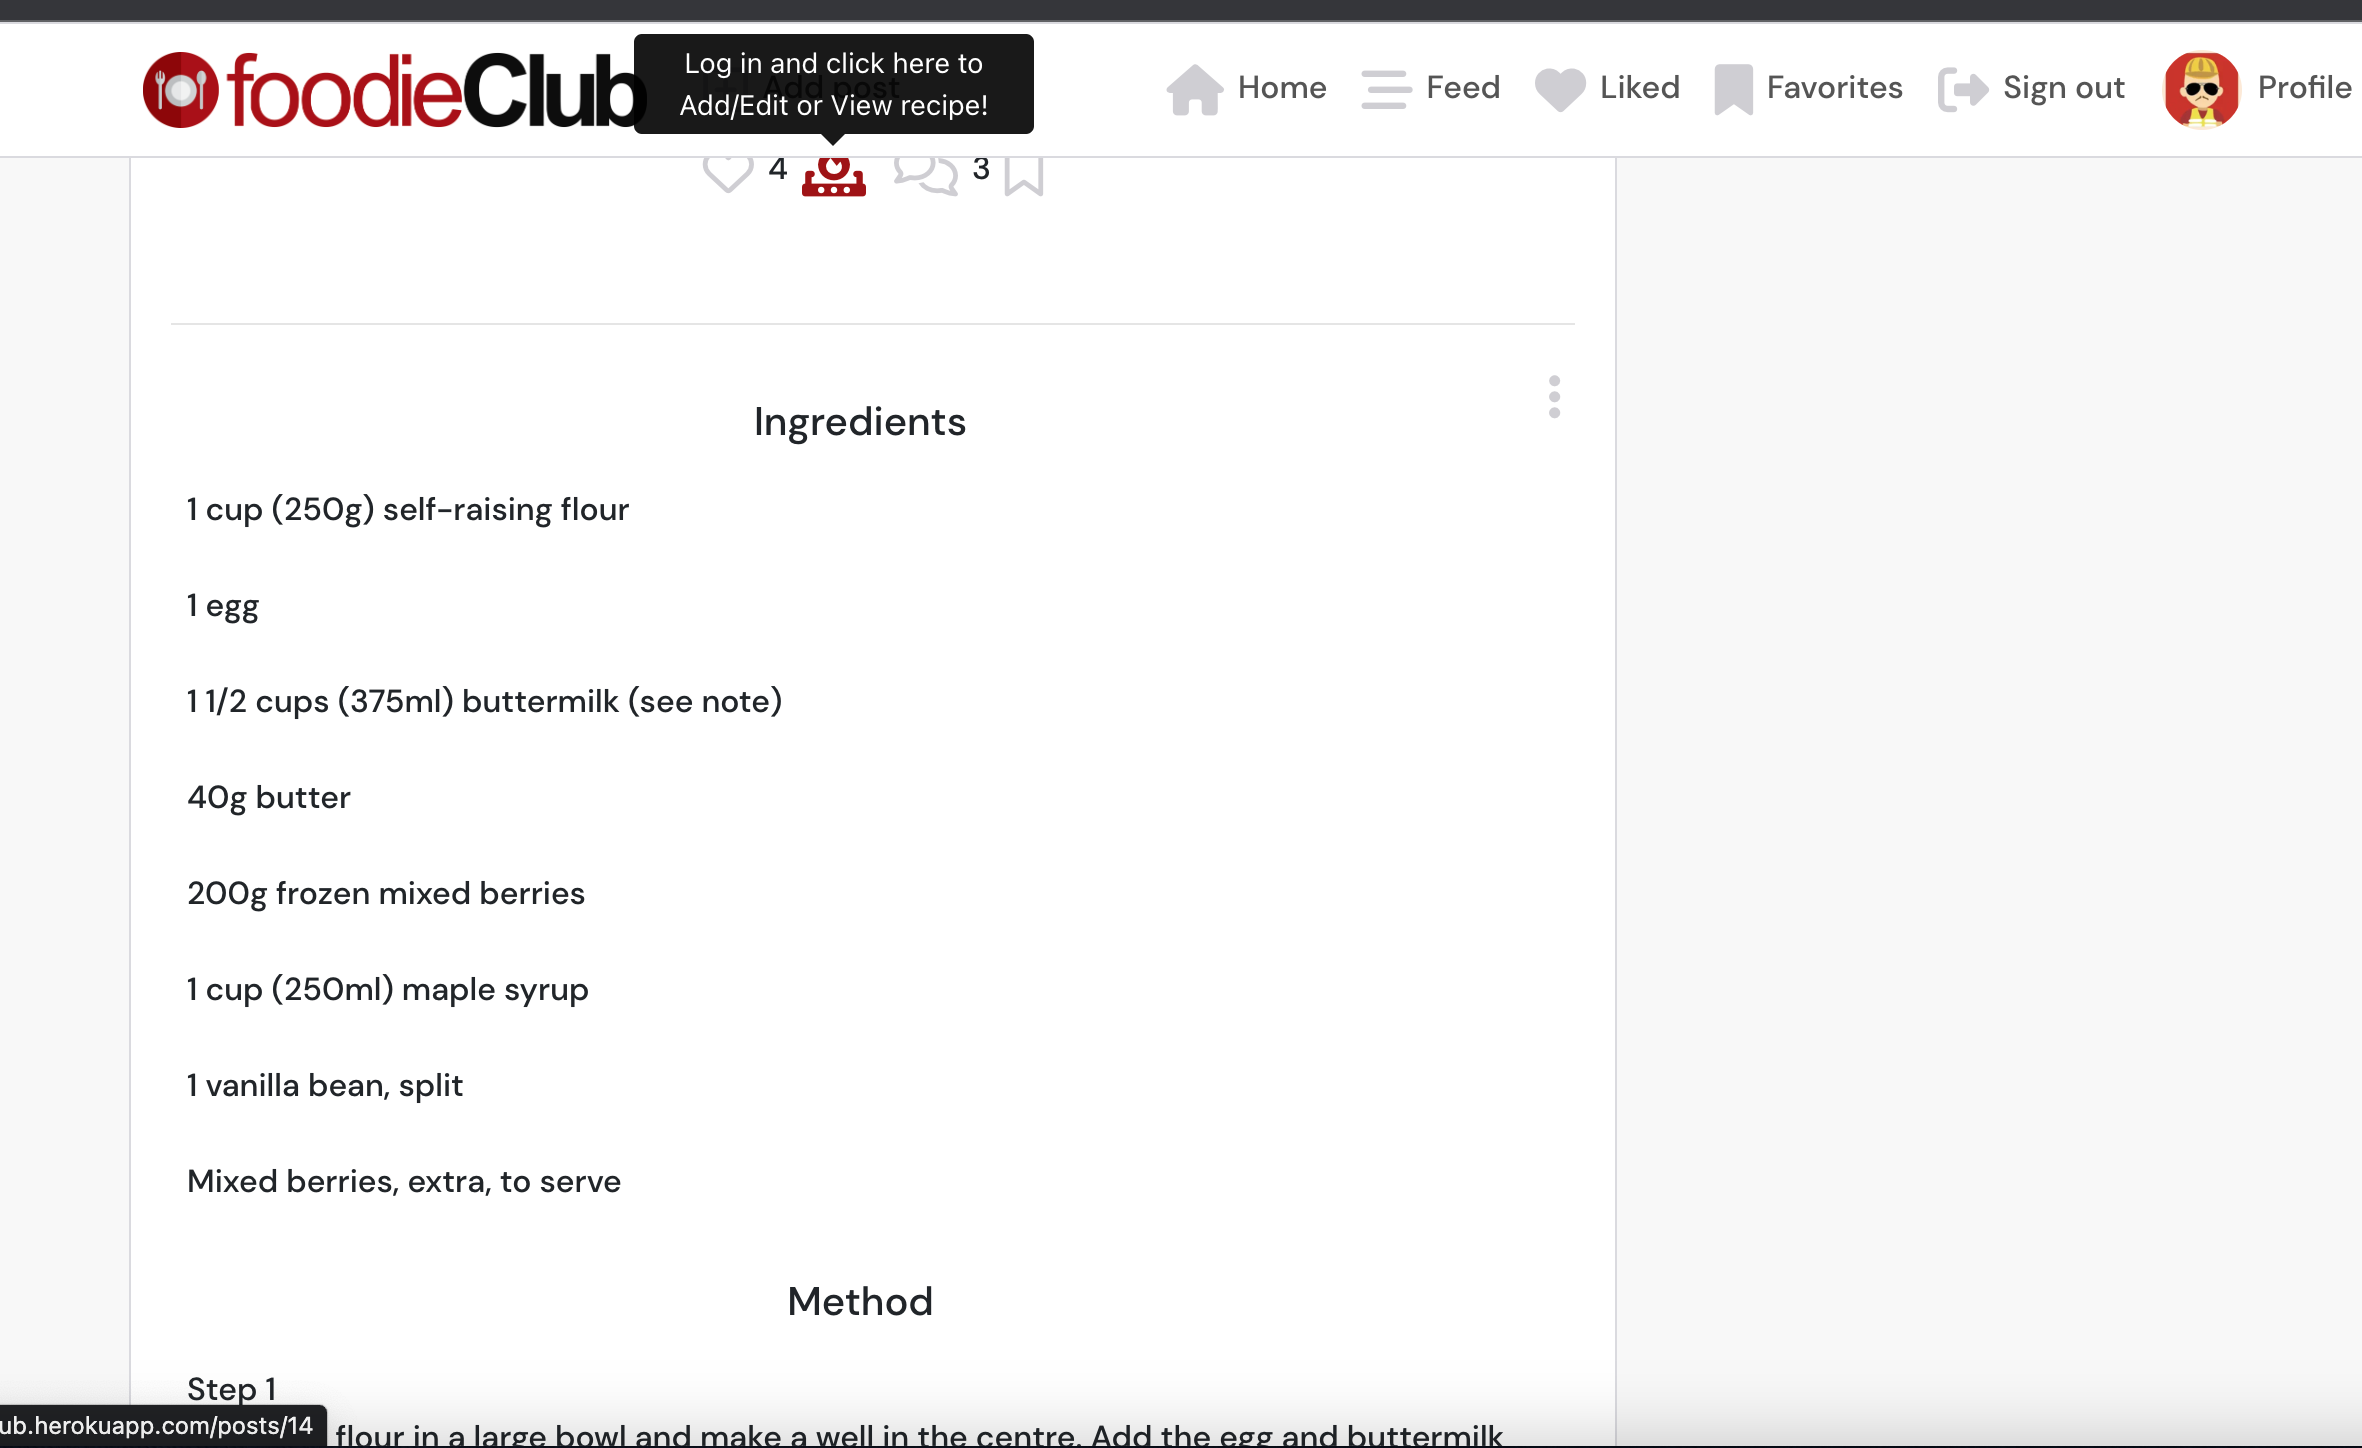 foodieClub
Log in and click here to
Add/Edit or View recipe!
Add post
Home
Feed
Liked
Favorites
Sign out
Profile
4
3
Ingredients
1 cup (250g) self-raising flour
1 egg
1 1/2 cups (375ml) buttermilk (see note)
40g butter
200g frozen mixed berries
1 cup (250ml) maple syrup
1 vanilla bean, split
Mixed berries, extra, to serve
Method
Step 1
flour in a large bowl and make a well in the centre. Add the egg and buttermilk
ub.herokuapp.com/posts/14